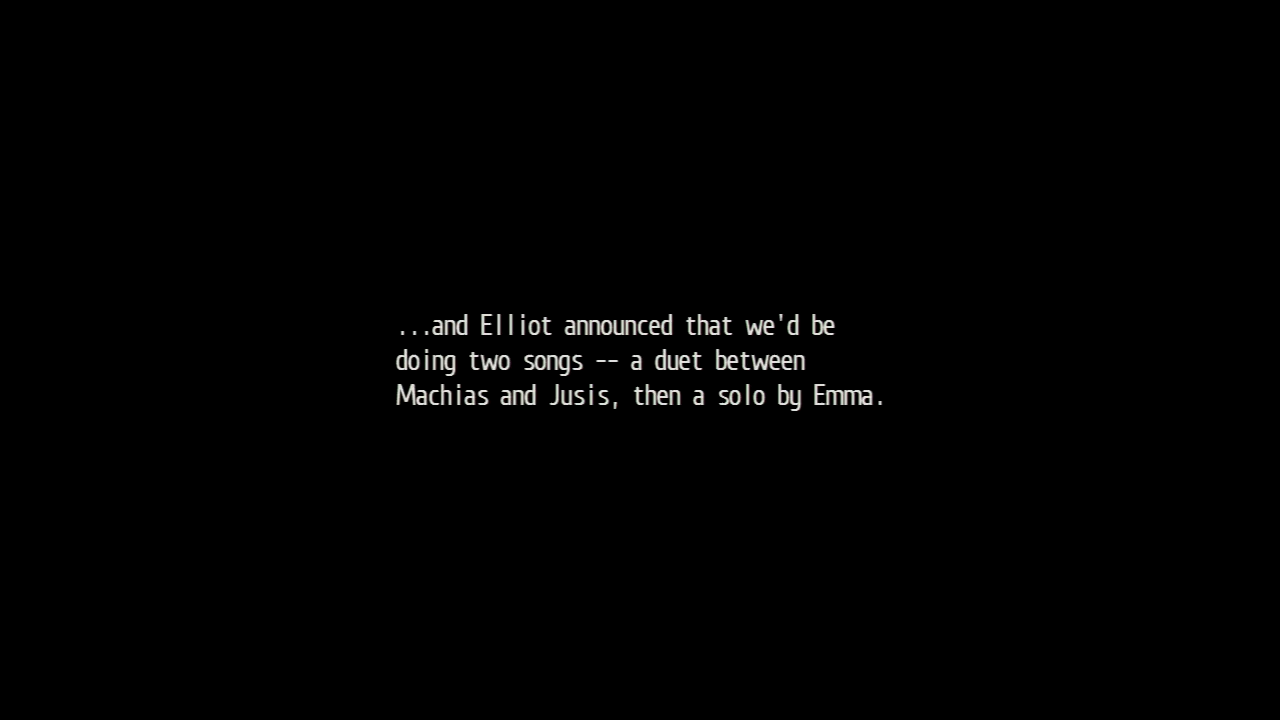 ...and Elliot announced that we'd be
doing two songs -- a duet between
Machias and Jusis, then a solo by Emma.